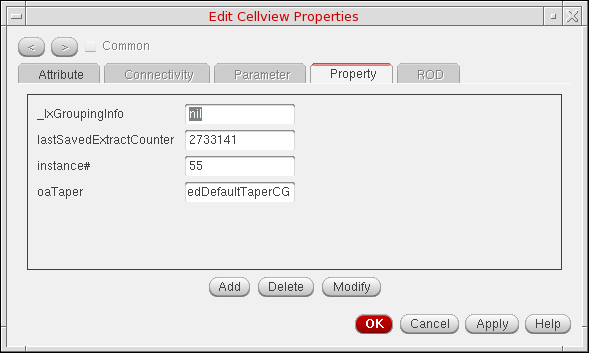 Edit Cellview Properties
< > Common
Attribute Connectivity Parameter Property ROD
_lxGroupingInfo nil
lastSavedExtractCounter 2733141
instance# 55
oaTaper edDefaultTaperCG
Add Delete Modify
OK Cancel Apply Help